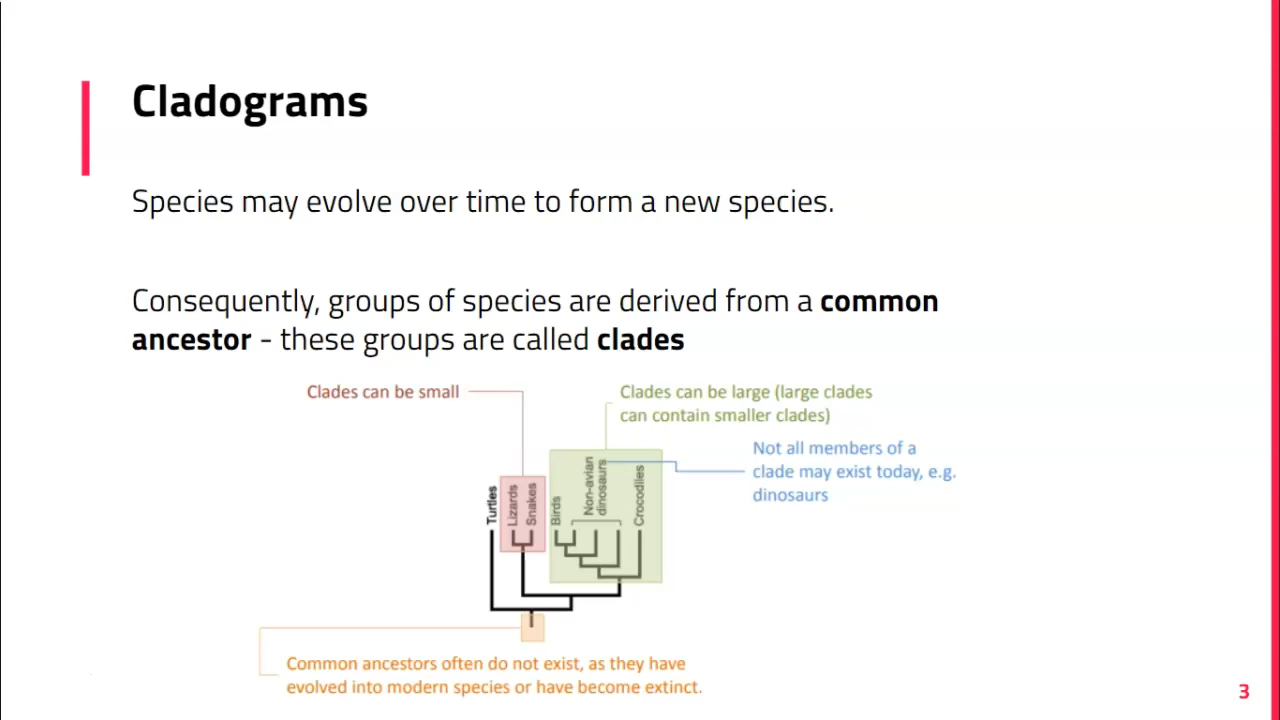 Cladograms
Species may evolve over time to form a new species.
Consequently, groups of species are derived from a common
ancestor - these groups are called clades
Clades can be small
Clades can be large (large clades
can contain smaller clades)
Not all members of a
clade may exist today, e.g.
dinosaurs
Turtles
Lizards
Snakes
Birds
Non-avian
dinosaurs
Crocodiles
Common ancestors often do not exist, as they have
evolved into modern species or have become extinct.
3